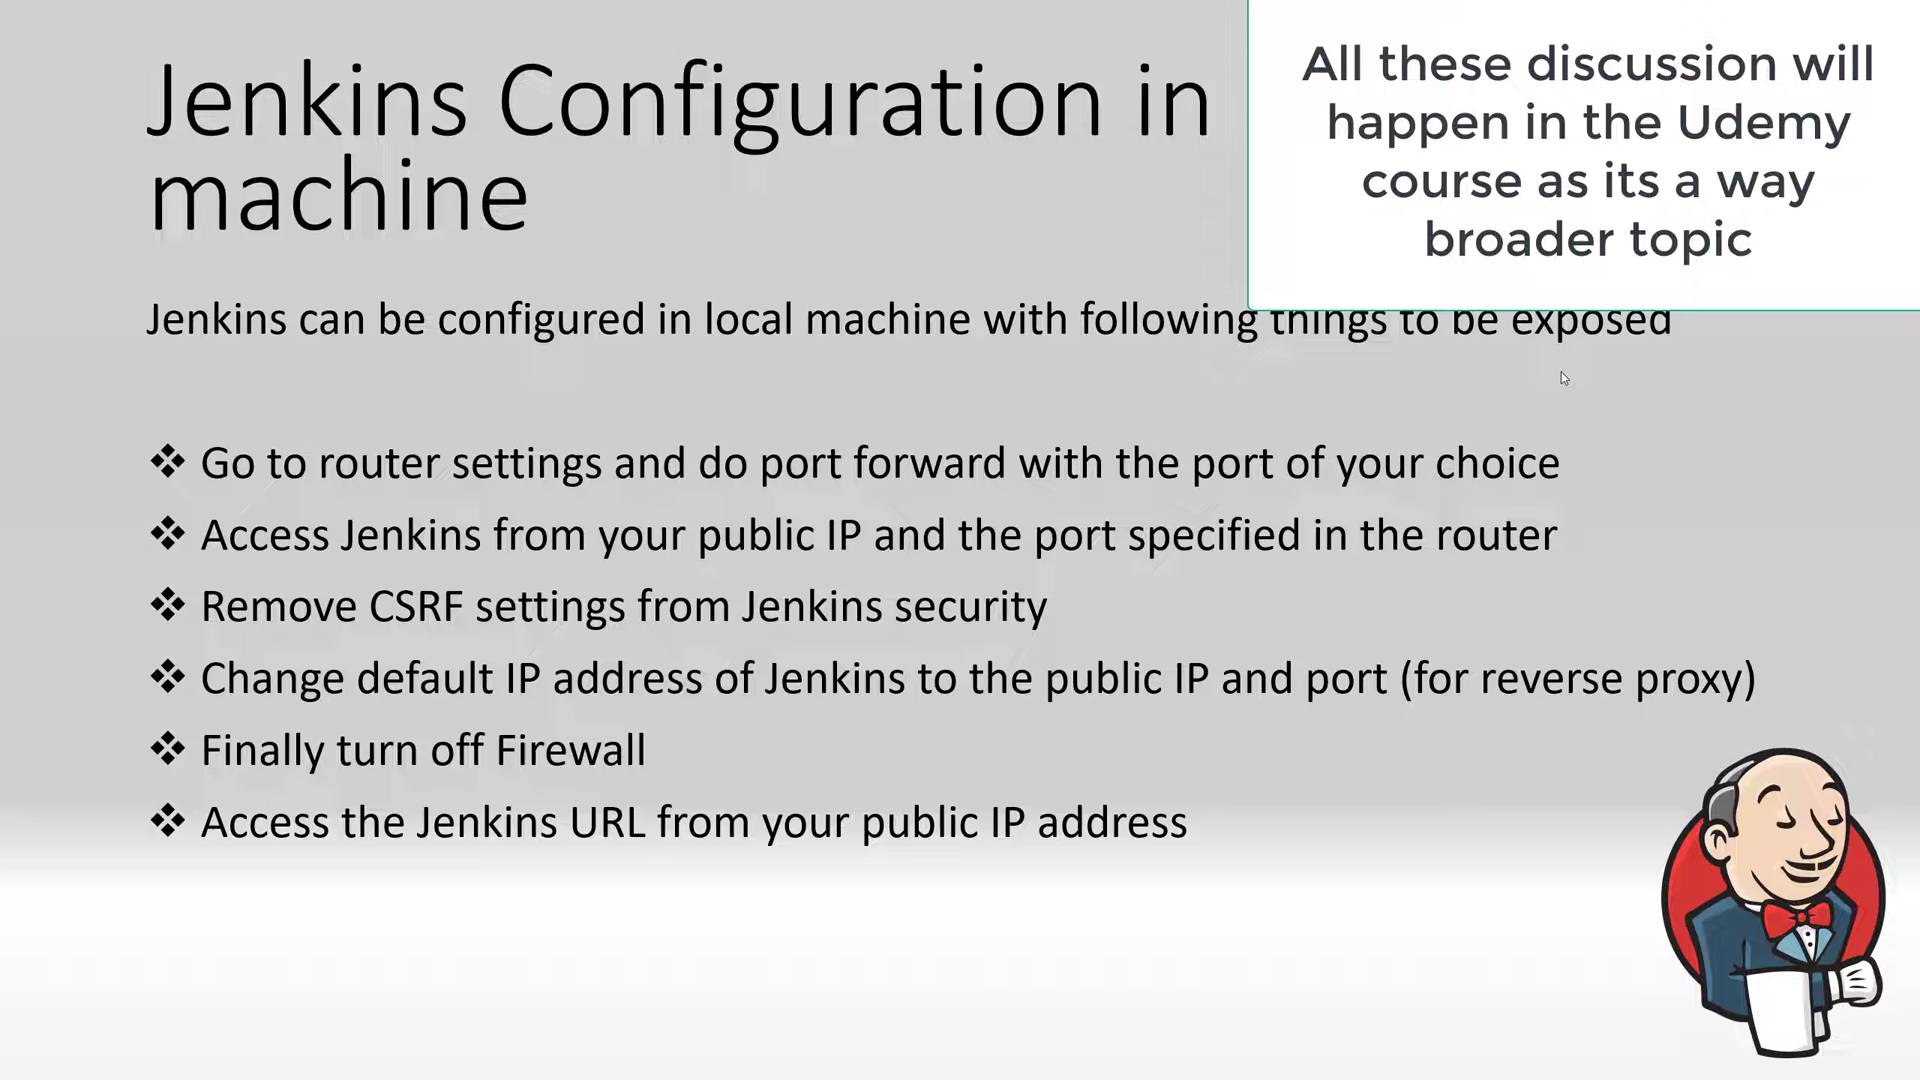 Jenkins Configuration in
machine
All these discussion will
happen in the Udemy
course as its a way
broader topic
Jenkins can be configured in local machine with following things to be exposed
❖ Go to router settings and do port forward with the port of your choice
❖ Access Jenkins from your public IP and the port specified in the router
❖ Remove CSRF settings from Jenkins security
❖ Change default IP address of Jenkins to the public IP and port (for reverse proxy)
❖ Finally turn off Firewall
❖ Access the Jenkins URL from your public IP address